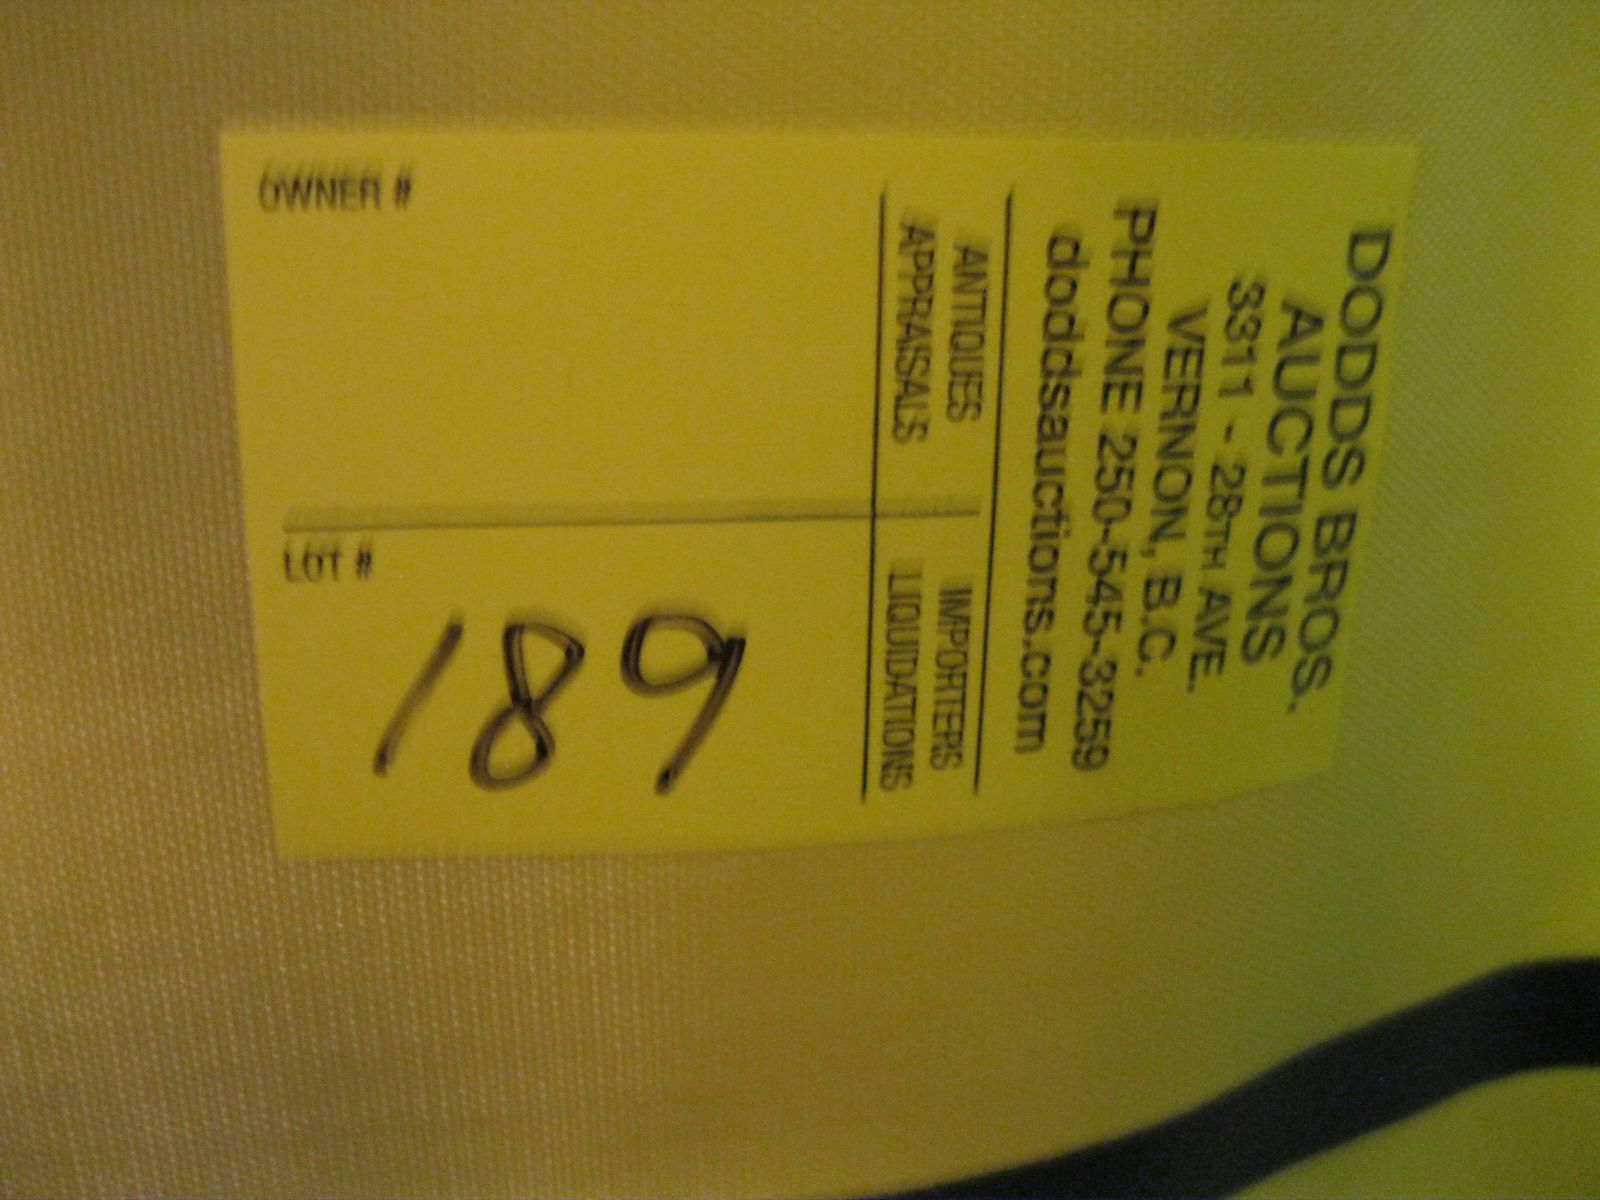 DODDS BROS.
AUCTIONS
3311 - 28TH AVE.
VERNON, B.C.
PHONE 250-545-3259
doddsauctions.com
ANTIQUES IMPORTERS
APPRAISALS LIQUIDATIONS
OWNER #
LOT #
189